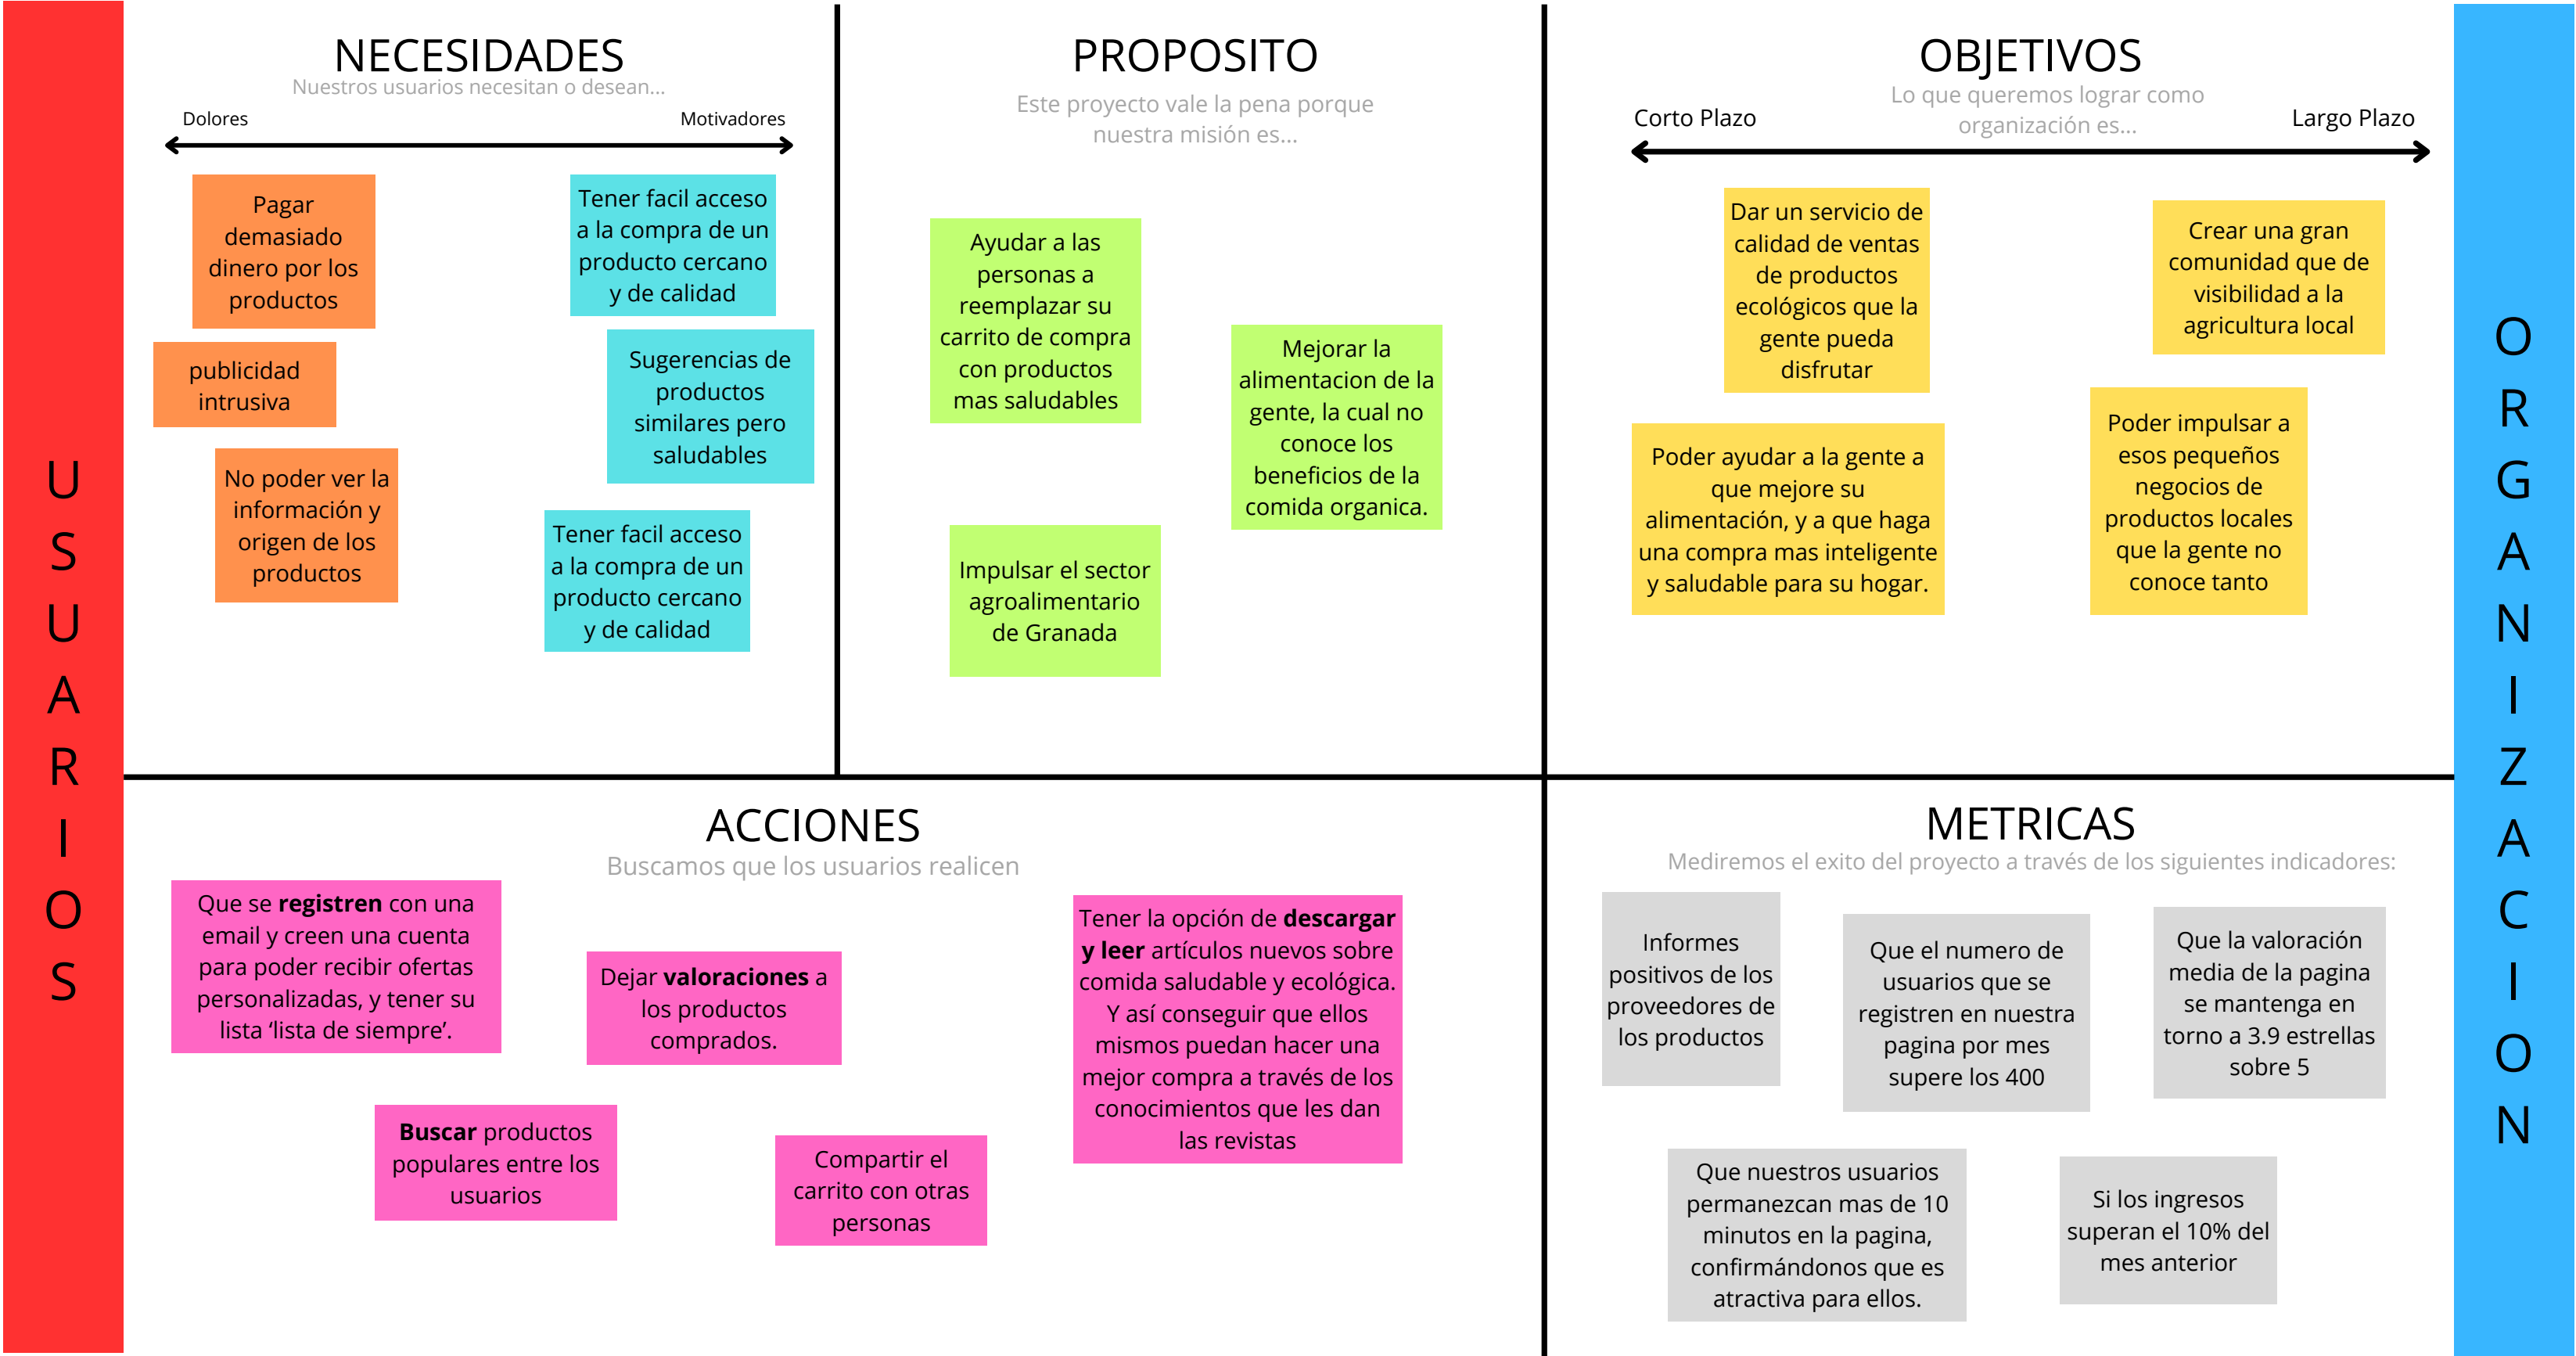 USUARIOS
NECESIDADES
Nuestros usuarios necesitan o desean...
Dolores
Motivadores
Pagar
demasiado
dinero por los
productos
publicidad
intrusiva
No poder ver la
información y
origen de los
productos
Tener facil acceso
a la compra de un
producto cercano
y de calidad
Sugerencias de
productos
similares pero
saludables
Tener facil acceso
a la compra de un
producto cercano
y de calidad
PROPOSITO
Este proyecto vale la pena porque
nuestra misión es...
Ayudar a las
personas a
reemplazar su
carrito de compra
con productos
mas saludables
Mejorar la
alimentacion de la
gente, la cual no
conoce los
beneficios de la
comida organica.
Impulsar el sector
agroalimentario
de Granada
OBJETIVOS
Lo que queremos lograr como
organización es...
Corto Plazo
Largo Plazo
Dar un servicio de
calidad de ventas
de productos
ecológicos que la
gente pueda
disfrutar
Poder ayudar a la gente a
que mejore su
alimentación, y a que haga
una compra mas inteligente
y saludable para su hogar.
Crear una gran
comunidad que de
visibilidad a la
agricultura local
Poder impulsar a
esos pequeños
negocios de
productos locales
que la gente no
conoce tanto
ACCIONES
Buscamos que los usuarios realicen
Que se registren con una
email y creen una cuenta
para poder recibir ofertas
personalizadas, y tener su
lista ‘lista de siempre’.
Dejar valoraciones a
los productos
comprados.
Buscar productos
populares entre los
usuarios
Compartir el
carrito con otras
personas
Tener la opción de descargar
y leer artículos nuevos sobre
comida saludable y ecológica.
Y así conseguir que ellos
mismos puedan hacer una
mejor compra a través de los
conocimientos que les dan
las revistas
METRICAS
Mediremos el exito del proyecto a través de los siguientes indicadores:
Informes
positivos de los
proveedores de
los productos
Que el numero de
usuarios que se
registren en nuestra
pagina por mes
supere los 400
Que la valoración
media de la pagina
se mantenga en
torno a 3.9 estrellas
sobre 5
Que nuestros usuarios
permanezcan mas de 10
minutos en la pagina,
confirmándonos que es
atractiva para ellos.
Si los ingresos
superan el 10% del
mes anterior
ORGANIZACION